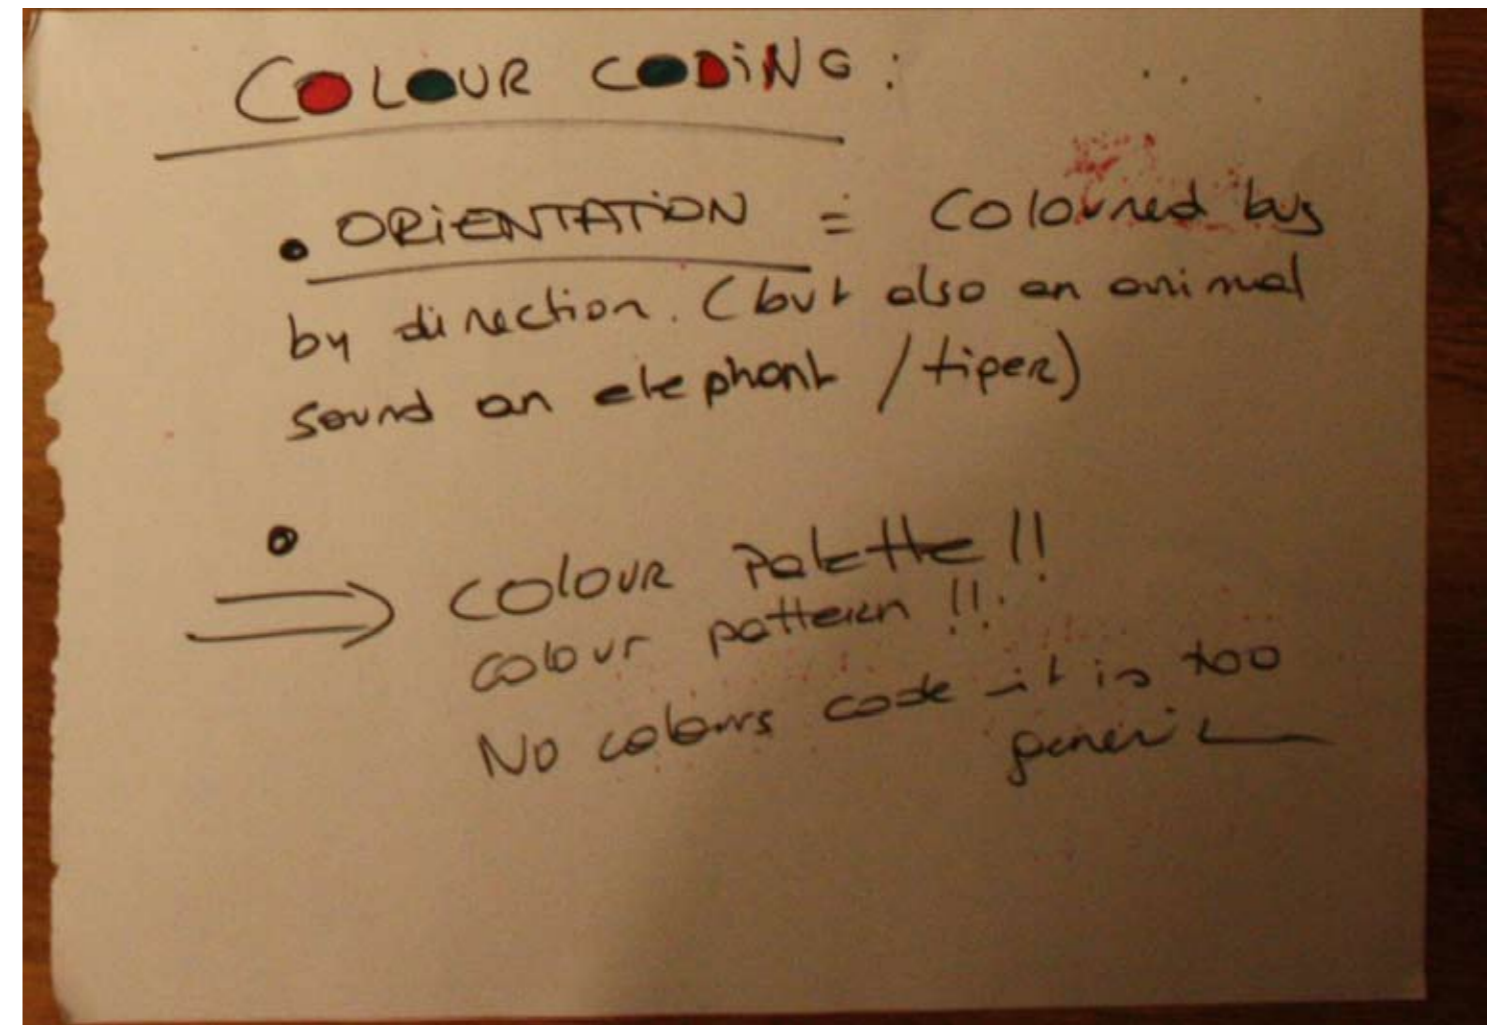 COLOUR CODING:
• ORIENTATION = Coloured bus
by direction. (but also an animal
sound an elephant / tiper)
• ⇒ COLOUR Palette!!
colour pattern !!.
No colours code it is too
generic